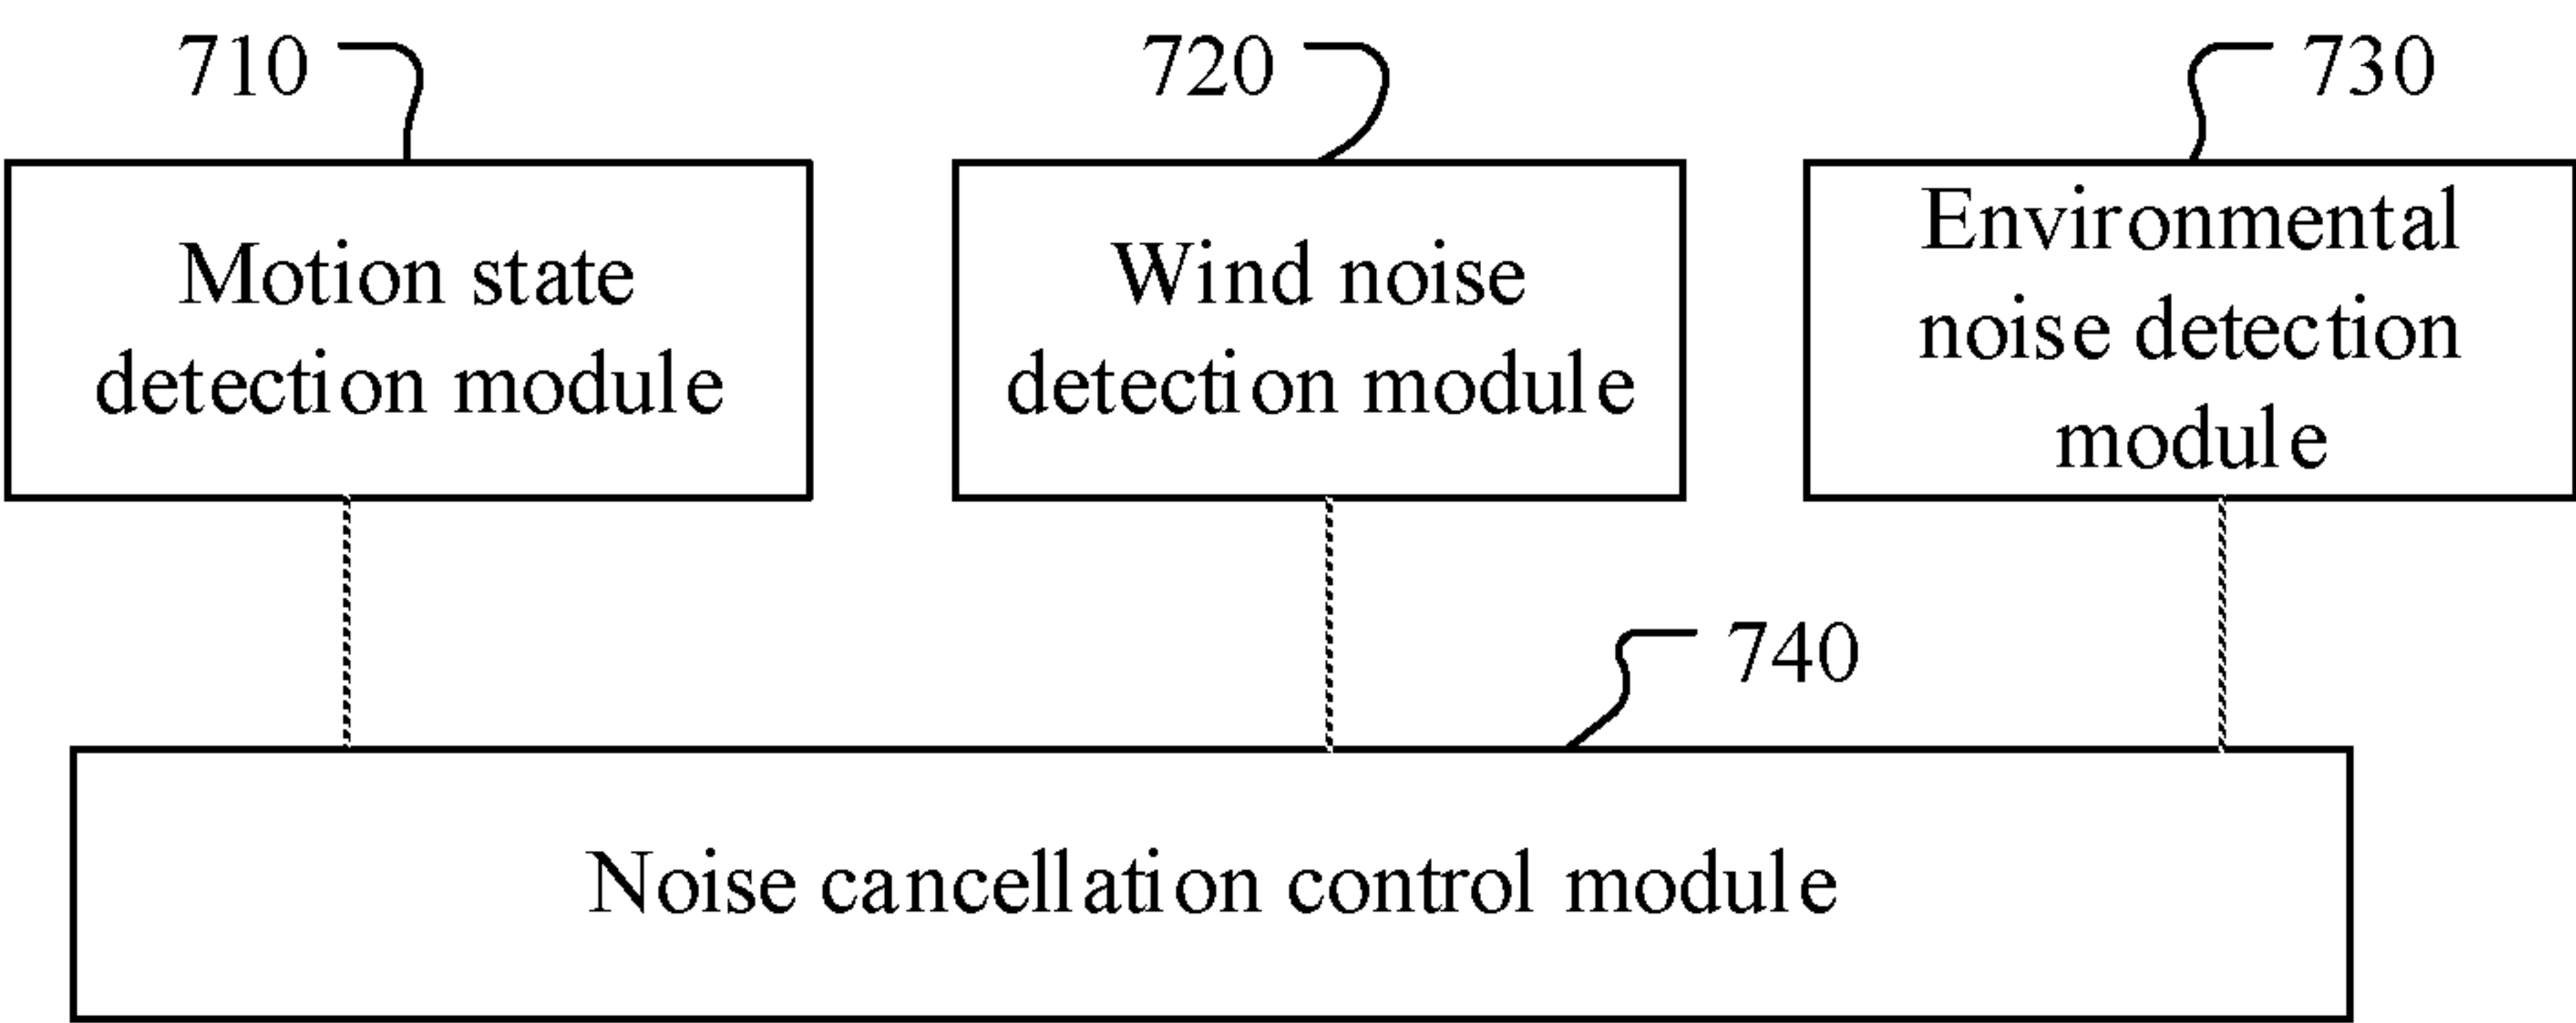 710
720
730
Motion state
detection module
Wind noise
detection module
Environmental
noise detection
module
740
Noise cancellation control module